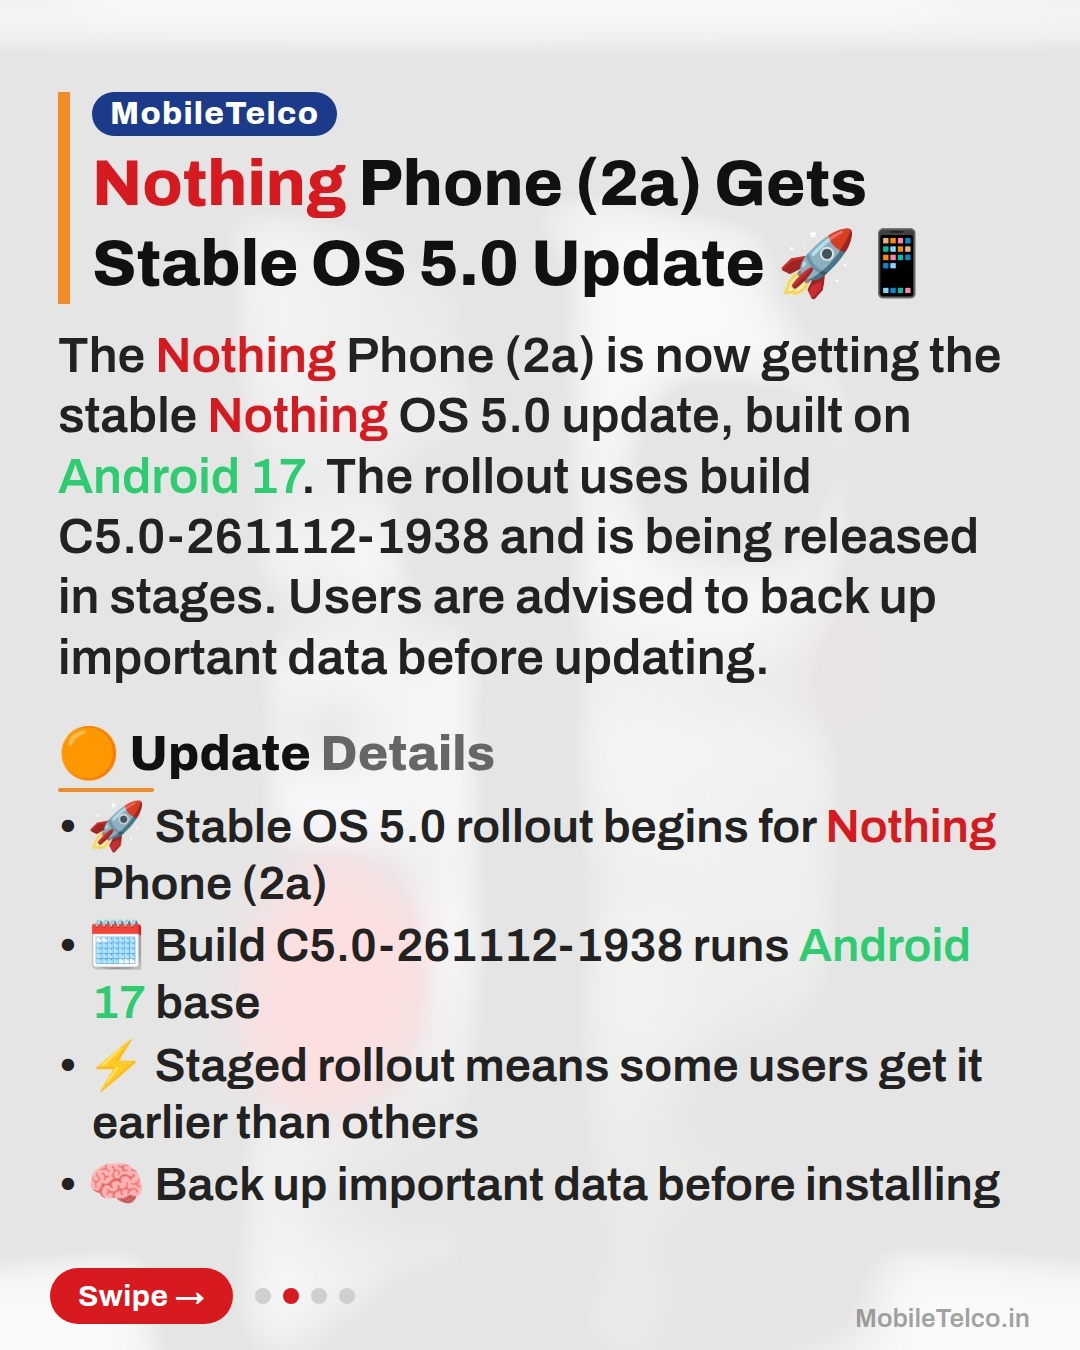 MobileTelco
Nothing Phone (2a) Gets
Stable OS 5.0 Update 🚀📱
The Nothing Phone (2a) is now getting the
stable Nothing OS 5.0 update, built on
Android 17. The rollout uses build
C5.0-261112-1938 and is being released
in stages. Users are advised to back up
important data before updating.
🟠 Update Details
• 🚀 Stable OS 5.0 rollout begins for Nothing
Phone (2a)
• 🗓️ Build C5.0-261112-1938 runs Android
17 base
• ⚡ Staged rollout means some users get it
earlier than others
• 🧠 Back up important data before installing
Swipe →
MobileTelco.in